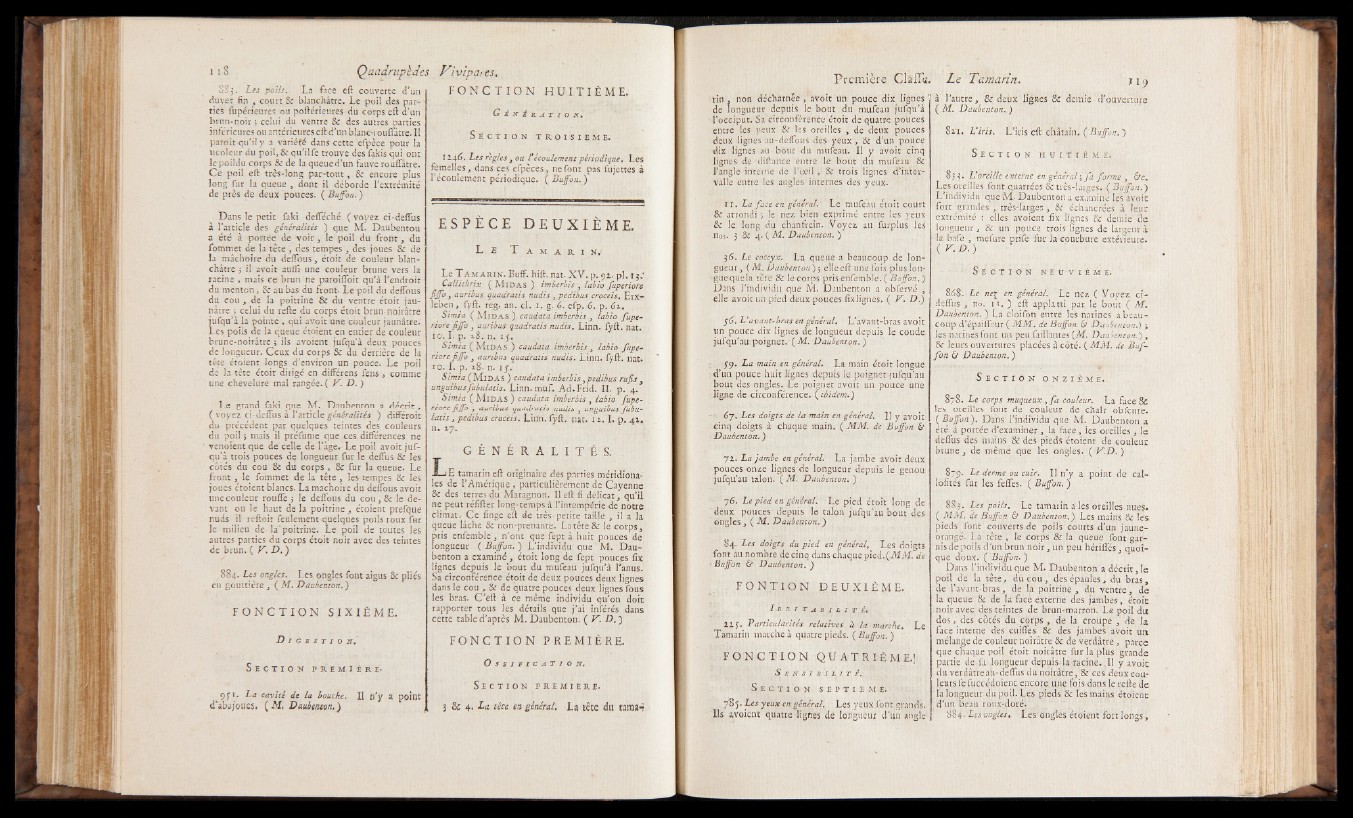 118 Quadrupèdes Vivipares.
883. Les poils. La face eſt couverte d'un
duvet fin , court & blanchâtre. Le poil des par-
ties ſupérieures ou poſtérieures du corps eſt d'un
brun-noir ; celui du ventre & des autres parties
inférieures ou antérieures eſt d'un blanc-rouſſâtre. Il
paroît qu'il y a variété dans cette eſpèce pour la
couleur du poil, & qu'il ſe trouve des ſakis qui ont
le poil du corps & de la queue d'un fauve rouſſâtre.
Ce poil eſt très-long par-tout , & encore plus
long ſur la queue , dont il déborde l'extrémité
de près de deux pouces. ( Buffon. )
Dans le petit ſaki deſſéché ( voyez ci-deſſus
à l'article des généralités ) que M. Daubenton
a été à portée de voir , le poil du front , du
ſommet de la tête , des tempes , des joues & de
la mâchoire du deſſous , étoit de couleur blan-
châtre ; il avoit auſſi une couleur brune vers la
racine , mais ce brun ne paroiſſoit qu'à l'endroit
du menton, & au bas du front. Le poil du deſſous
du cou , de la poitrine & du ventre étoit jau-
nâtre ; celui du reſte du corps étoit brun noirâtre
juſqu'à la pointe , qui avoit une couleur jaunâtre.
Les poils de la queue étoient en entier de couleur
brune-noirâtre ; ils avoient juſqu'à deux pouces
de longueur. Ceux du corps & du derrière de la
tête étoient longs d'environ un pouce. Le poil
de la tête étoit dirigé en différens ſens , comme
une chevelure mal rangée. ( V. D. )
Le grand ſaki que M. Daubenton a décrit ,
( voyez ci-deſſus à l'article généralités ) différoit
du précédent par quelques teintes des couleurs
du poil ; mais il préſume que ces différences ne
venoient que de celle de l'âge. Le poil avoit juſ-
qu'à trois pouces de longueur ſur le deſſus & les
côtés du cou & du corps , & ſur la queue. Le
front , le ſommet de la tête , les tempes & les
joues étoient blancs. La machoire du deſſous avoit
une couleur rouſſe ; le deſſous du cou , & le de-
vant ou le haut de la poitrine , étoient preſque
nuds il reſtoit ſeulement quelques poils roux ſur
le milieu de la poitrine. Le poil de toutes les
autres parties du corps étoit noir avec des teintes
de brun. ( V. D. )
884. Les ongles. Les ongles ſont aigus & pliés
en gouttière , ( M. Daubenton. )
FONCTION SIXIÈME.
DIGESTION.
SECTION PREMIÈRE.
951. La cavité de la bouche. Il n'y a point
d'abajoues. ( M. Daubenton. )
FONCTION HUITIÈME.
GÉNÉRATION.
SECTION TROISIEME.
1246. Les règles, ou l'écoulement périodique. Les
femelles , dans ces eſpèces , ne ſont pas ſujettes à
l'écoulement périodique. ( Buffon. )
ESPÈCE DEUXIÈME.
LE TAMARIN.
Le TAMARIN. Buff. hiſt. nat. XV. p. 92. pl. 13.
Callithrix ( MIDAS ) imberbis , labio ſuperiore
fiſſo , auribus quadratis nudis , pedibus croceis. Erx-
leben, ſyſt. reg. an. cl. 1. g. 6. eſp. 6. p. 61.
Simia ( MIDAS ) caudata imberbis , labio ſupe-
riore fiſſo , auribus quadratis nudis. Linn. ſyſt. nat.
10. I. p. 28. n. 15.
Simia ( MIDAS ) caudata imberbis , labio ſupe-
riore fiſſo , auribus quadratis nudis. Linn. ſyſt. nat.
10. I. p. 28. n. 15.
Simia ( MIDAS ) caudata imberbis , pedibus rufis ,
unguibus ſubulatis. Linn. muſ. Ad. Frid. II. p. 4.
Simia ( MIDAS ) caudata imberbis , labio ſupe-
riore fiſſo , auribus quadratis nudis , unguibus ſubu-
latis , pedibus croceis. Linn. ſyſt. nat. 12. I. p. 42.
n. 27.
GÉNÉRALITÉS.
LE tamarin eſt originaire des parties méridiona-
les de l'Amérique , particulièrement de Cayenne
& des terres du Maragnon. Il eſt ſi delicat , qu'il
ne peut réſiſter long-temps à l'intempérie de notre
climat. Ce ſinge eſt de très-petite taille , il a la
queue lâche & non-prenante. La tête & le corps ,
pris enſemble , n'ont que ſept à huit pouces de
longueur ( Buffon. ) L'individu que M. Dau-
benton a examiné , étoit long de ſept pouces ſix
lignes depuis le bout du muſeau juſqu'à l'anus.
Sa circonférence étoit de deux pouces deux lignes
dans le cou , & de quatre pouces deux lignes ſous
les bras. C'eſt à ce même individu qu'on doit
rapporter tous les détails que j'ai inférés dans
cette table d'après M. Daubenton. ( V. D. )
FONCTION PREMIÈRE.
OSSIFICATION.
SECTION PREMIERE.
3 & 4. La tête en général. La tête du tama-
Première Claſſe. Le Tamarin. 119
rin , non décharnée , avoit un pouce dix lignes
de longueur depuis le bout du muſeau juſqu'à
l'occiput. Sa circonférence étoit de quatre pouces
entre les yeux & les oreilles , de deux pouces
deux lignes au-deſſous des yeux , & d'un pouce
dix lignes au bout du muſeau. Il y avoit cinq
lignes de diſtance entre le bout du muſeau &
l'angle interne de l'œil , & trois lignes d'inter-
valle entre les angles internes des yeux.
11. La face en général. Le muſeau étoit court
& arrondi ; le nez bien exprimé entre les yeux
& le long du chanfrein. Voyez au ſurplus les
nos. 3 & 4. ( M. Daubenton. )
36. Le coccyx. La queue a beaucoup de lon-
gueur , ( M. Daubenton ) ; elle eſt une fois plus lon-
gue que la tête & le corps pris enſemble. ( Buffon. )
Dans l'individu que M. Daubenton a obſervé ,
elle avoit un pied deux pouces ſix lignes. ( V. D. )
56. L'avant-bras en général. L'avant-bras avoit
un pouce dix lignes de longueur depuis le coude
juſqu'au poignet. ( M. Daubenton. )
59. La main en général. La main étoit longue
d'un pouce huit lignes depuis le poignet juſqu'au
bout des ongles. Le poignet avoit un pouce une
ligne de circonférence. ( ibidem. )
67. Les doigts de la main en général. Il y avoit
cinq doigts à chaque main. ( MM. de Buffon &
Daubenton. )
72. La jambe en général. La jambe avoit deux
pouces onze lignes de longueur depuis le genou
juſqu'au talon. ( M. Daubenton. )
76. Le pied en général. Le pied étoit long de
deux pouces depuis le talon juſqu'au bout des
ongles , ( M. Daubenton. )
84. Les doigts du pied en général. Les doigts
ſont au nombre de cinq dans chaque pied. ( MM. de
Buffon & Daubenton. )
FONTION DEUXIÈME.
IRRITABILITÉ.
225. Particularités relatives à la marche. Le
Tamarin marche à quatre pieds. ( Buffon. )
FONCTION QUATRIÈME.
SENSIBILITÉ.
SECTION SEPTIEME.
785. Les yeux en général. Les yeux ſont grands.
Ils avoient quatre lignes de longueur d'un angle
à l'autre , & deux lignes & demie d'ouverture
( M. Daubenton. )
821. L'iris. L'iris eſt châtain. ( Buffon. )
SECTION HUITIÈME.
853. L'oreille externe en général ; ſa forme , &c.
Les oreilles ſont quarrées & très-larges. ( Buffon. )
L'individu que M. Daubenton a examiné les avoit
fort grandes , très-larges , & échancrées à leur
extrémité : elles avoient ſix lignes & demie de
longueur , & un pouce trois lignes de largeur à
la baſe , meſure priſe ſur la courbure extérieure.
( V. D. )
SECTION NEUVIEME.
868. Le nez en général. Le nez ( Voyez ci-
deſſus , no. 11. ) eſt applatti par le bout ( M.
Daubenton. ) La cloiſon entre les narines a beau-
coup d'épaiſſeur ( MM. de Buffon & Daubenton. ) ;
les narines ſont un peu ſaillantes ( M. Daubenton. ) ,
& leurs ouvertures placées à côté. ( MM. de Buf-
fon & Daubenton. )
SECTION ONZIÈME.
878. Le corps muqueux , ſa couleur. La face &
les oreilles ſont de couleur de chair obſcure.
( Buffon ). Dans l'individu que M. Daubenton a
été à portée d'examiner , la face , les oreilles , le
deſſus des mains & des pieds étoient de couleur
brune , de même que les ongles. ( V. D. )
879. Le derme ou cuir. Il n'y a point de cal-
loſités ſur les feſſes. ( Buffon. )
883. Les poils. Le tamarin a les oreilles nues.
( MM. de Buffon & Daubenton. ) Les mains & les
pieds ſont couverts de poils courts d'un jaune-
orangé. La tête , le corps & la queue ſont gar-
nis de poils d'un brun noir , un peu hériſſés , quoi-
que doux. ( Buffon. )
Dans l'individu que M. Daubenton a décrit, le
poil de la tête , du cou , des épaules , du bras ,
de l'avant-bras , de la poitrine , du ventre , de
la queue & de la face externe des jambes , étoit
noir avec des teintes de brun-marron. Le poil du
dos , des côtés du corps , de la croupe , de la
face interne des cuiſſes & des jambes avoit un
mélange de couleur noirâtre & de verdâtre , parce
que chaque poil étoit noirâtre ſur la plus grande
partie de ſa longueur depuis la racine. Il y avoit
du verdâtre au-deſſus du noirâtre , & ces deux cou-
leurs ſe ſuccédoient encore une fois dans le reſte de
la longueur du poil. Les pieds & les mains étoient
d'un beau roux-doré.
884. Les ongles. Les ongles étoient fort longs ,